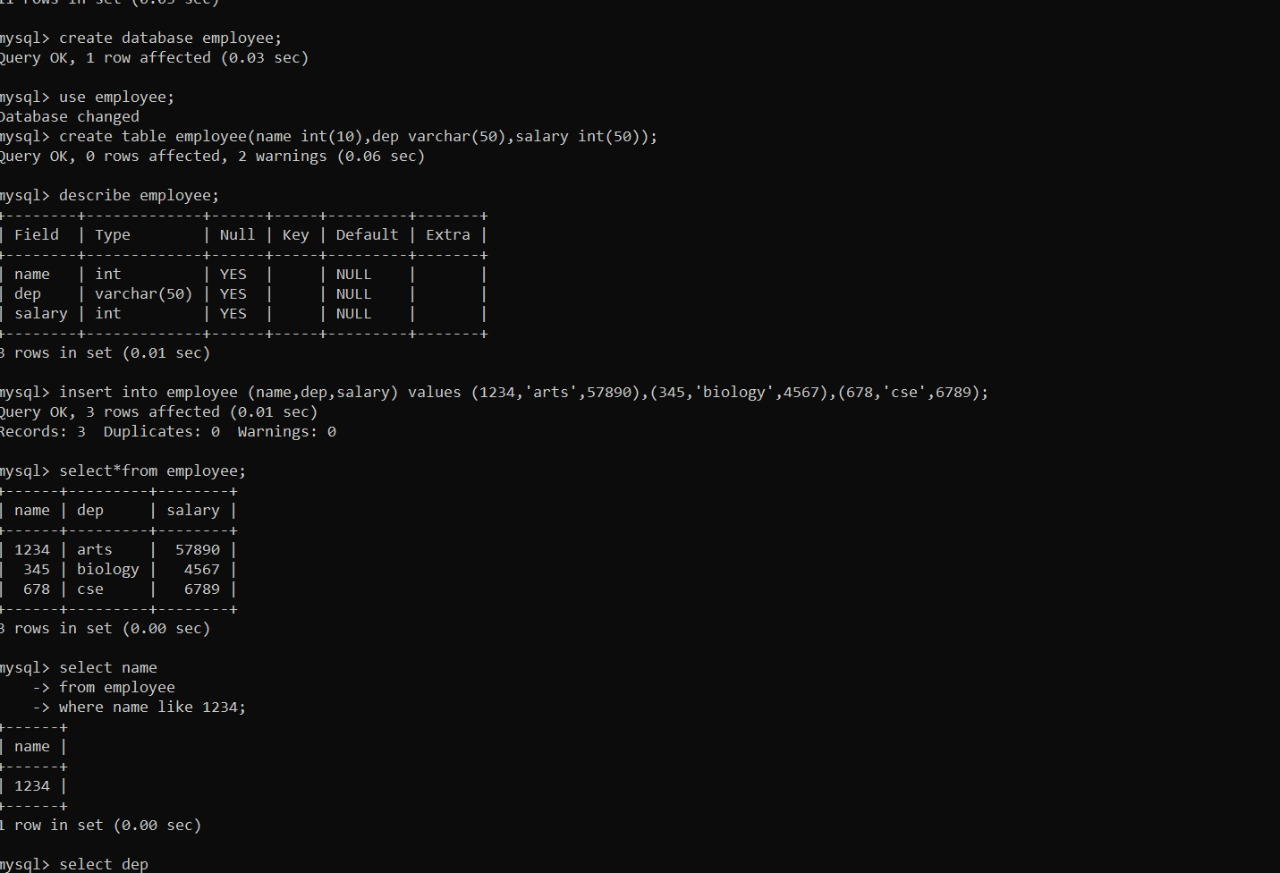 11 rows in set (0.05 sec)
mysql> create database employee;
Query OK, 1 row affected (0.03 sec)
mysql> use employee;
Database changed
mysql> create table employee(name int(10),dep varchar(50),salary int(50));
Query OK, 0 rows affected, 2 warnings (0.06 sec)
mysql> describe employee;
+--------+-------------+------+-----+---------+-------+
| Field  | Type        | Null | Key | Default | Extra |
+--------+-------------+------+-----+---------+-------+
| name   | int         | YES  |     | NULL    |       |
| dep    | varchar(50) | YES  |     | NULL    |       |
| salary | int         | YES  |     | NULL    |       |
+--------+-------------+------+-----+---------+-------+
3 rows in set (0.01 sec)
mysql> insert into employee (name,dep,salary) values (1234,'arts',57890),(345,'biology',4567),(678,'cse',6789);
Query OK, 3 rows affected (0.01 sec)
Records: 3  Duplicates: 0  Warnings: 0
mysql> select*from employee;
+------+---------+--------+
| name | dep     | salary |
+------+---------+--------+
| 1234 | arts    |  57890 |
|  345 | biology |   4567 |
|  678 | cse     |   6789 |
+------+---------+--------+
3 rows in set (0.00 sec)
mysql> select name
    -> from employee
    -> where name like 1234;
+------+
| name |
+------+
| 1234 |
+------+
1 row in set (0.00 sec)
mysql> select dep